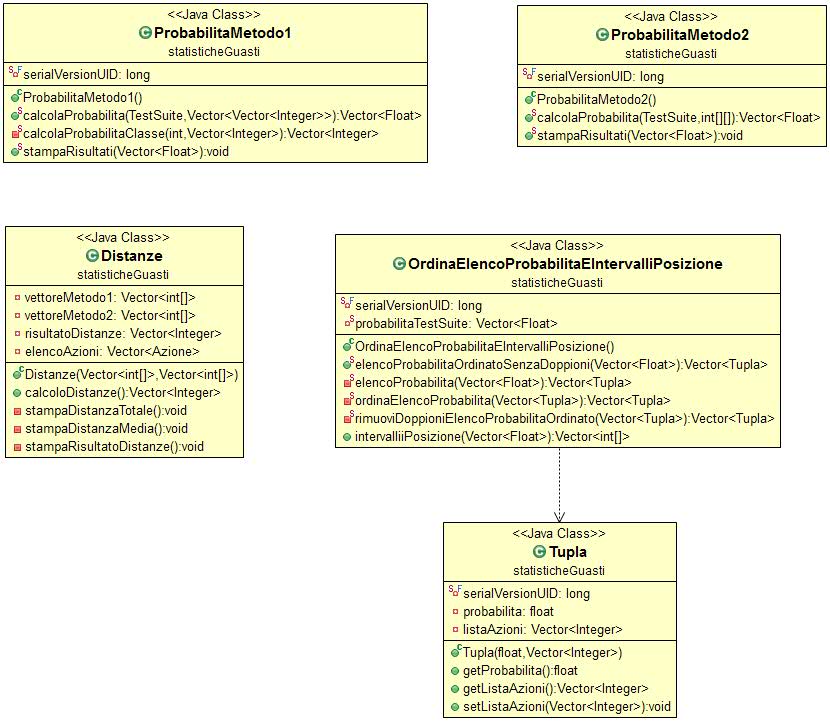 <<Java Class>>
ProbabilitaMetodo1
statisticheGuasti
serialVersionUID: long
ProbabilitaMetodo1()
calcolaProbabilita(TestSuite,Vector<Vector<Integer>>):Vector<Float>
calcolaProbabilitaClasse(int,Vector<Integer>):Vector<Integer>
stampaRisultati(Vector<Float>):void
<<Java Class>>
ProbabilitaMetodo2
statisticheGuasti
serialVersionUID: long
ProbabilitaMetodo2()
calcolaProbabilita(TestSuite,int[][]):Vector<Float>
stampaRisultati(Vector<Float>):void
<<Java Class>>
Distanze
statisticheGuasti
vettoreMetodo1: Vector<int[]>
vettoreMetodo2: Vector<int[]>
risultatoDistanze: Vector<Integer>
elencoAzioni: Vector<Azione>
Distanze(Vector<int[]>,Vector<int[]>)
calcoloDistanze():Vector<Integer>
stampaDistanzaTotale():void
stampaDistanzaMedia():void
stampaRisultatoDistanze():void
<<Java Class>>
OrdinaElencoProbabilitaEIntervalliPosizione
statisticheGuasti
serialVersionUID: long
probabilitaTestSuite: Vector<Float>
OrdinaElencoProbabilitaEIntervalliPosizione()
elencoProbabilitaOrdinatoSenzaDoppioni(Vector<Float>):Vector<Tupla>
elencoProbabilita(Vector<Float>):Vector<Tupla>
ordinaElencoProbabilita(Vector<Tupla>):Vector<Tupla>
rimuoviDoppioniElencoProbabilitaOrdinato(Vector<Tupla>):Vector<Tupla>
intervalliiPosizione(Vector<Float>):Vector<int[]>
<<Java Class>>
Tupla
statisticheGuasti
serialVersionUID: long
probabilita: float
listaAzioni: Vector<Integer>
Tupla(float,Vector<Integer>)
getProbabilita():float
getListaAzioni():Vector<Integer>
setListaAzioni(Vector<Integer>):void